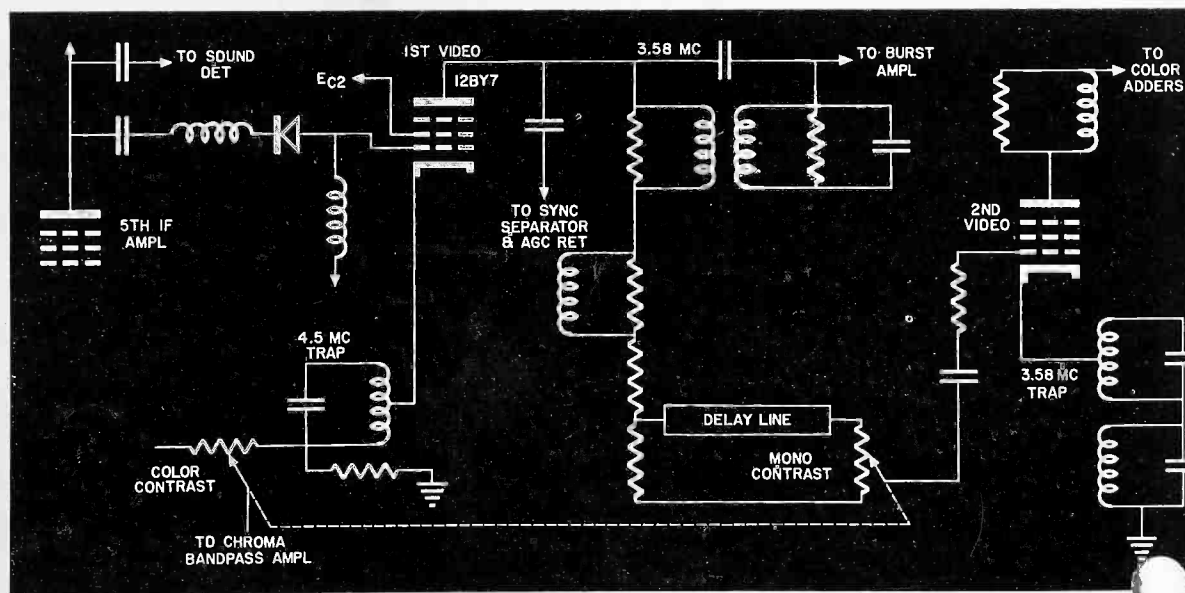 TO SOUND
DET
1ST VIDEO
12BY7
EC2
3.58 MC
TO BURST
AMPL
TO
COLOR
ADDERS
5TH IF
AMPL
TO SYNC
SEPARATOR
& AGC RET
2ND
VIDEO
4.5 MC
TRAP
3.58 MC
TRAP
DELAY LINE
MONO
CONTRAST
COLOR
CONTRAST
TO CHROMA
BANDPASS AMPL